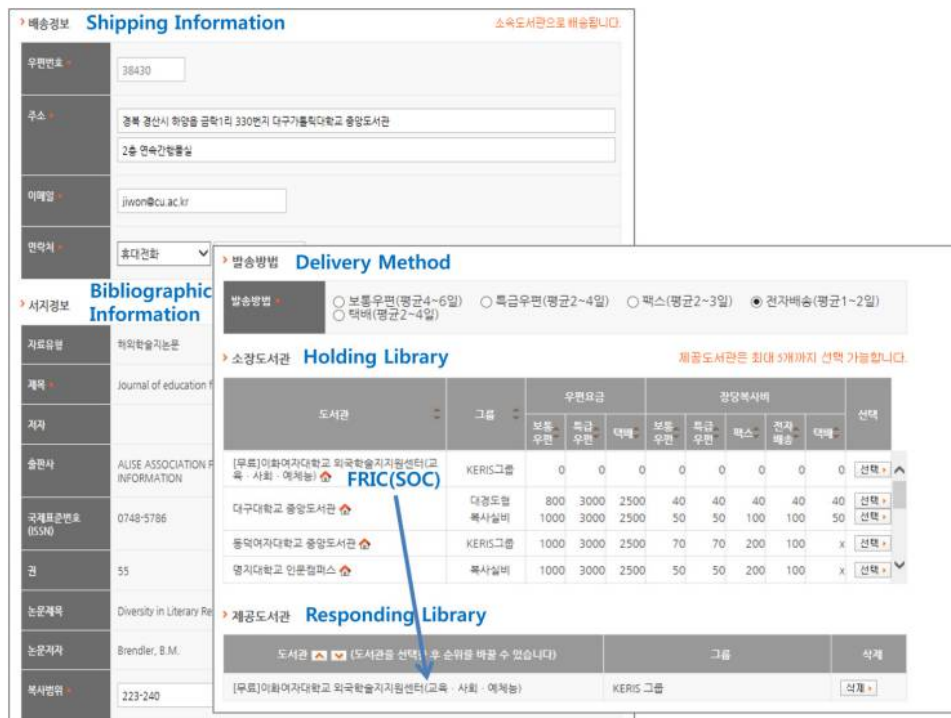 배송정보 Shipping Information 소속도서관으로 배송됩니다.
우편번호 * 38430
주소 * 경북 경산시 하양읍 금락1리 330번지 대구가톨릭대학교 중앙도서관
2층 연속간행물실
이메일 * jiwon@cu.ac.kr
연락처 * 휴대전화
서지정보 Bibliographic
Information
자료유형 해외학술지논문
제목 * Journal of education f
저자
출판사 ALISE ASSOCIATION F
INFORMATION
국제표준번호 0748-5786
(ISSN)
권 55
논문제목 Diversity in Literary Re
논문저자 Brendler, B.M.
복사범위 * 223-240
발송방법 Delivery Method
발송방법 * 보통우편(평균4~6일) 특급우편(평균2~4일) 팩스(평균2~3일) 전자배송(평균1~2일)
택배(평균2~4일)
소장도서관 Holding Library 제공도서관은 최대 5개까지 선택 가능합니다.
도서관 그룹 우편요금 장당복사비 선택
보통우편 특급우편 택배 보통우편 특급우편 팩스 전자배송 택배
[무료]이화여자대학교 외국학술지지원센터(교
육 · 사회 · 예체능) KERIS그룹 0 0 0 0 0 0 0 0 선택
FRIC(SOC)
대구대학교 중앙도서관 대경도협 800 3000 2500 40 40 40 40 40 선택
복사실비 1000 3000 2500 50 50 100 100 50 선택
동덕여자대학교 중앙도서관 KERIS그룹 1000 3000 2500 70 70 200 100 x 선택
명지대학교 인문캠퍼스 복사실비 1000 3000 2500 50 50 200 100 x 선택
제공도서관 Responding Library
도서관 (도서관을 선택한 후 순위를 바꿀 수 있습니다) 그룹 삭제
[무료]이화여자대학교 외국학술지지원센터(교육 · 사회 · 예체능) KERIS 그룹 삭제